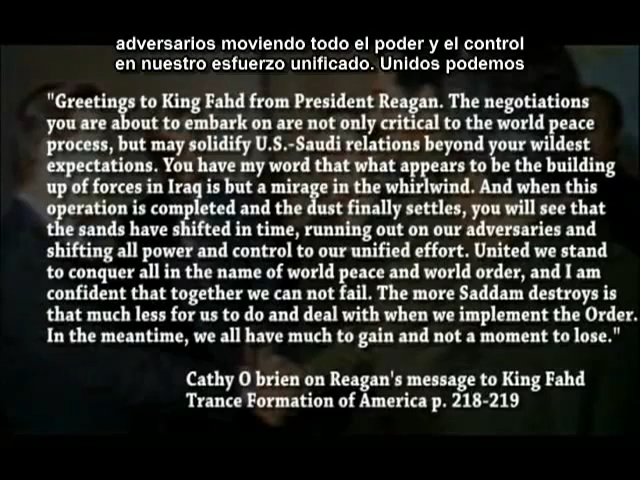 adversarios moviendo todo el poder y el control
en nuestro esfuerzo unificado. Unidos podemos
"Greetings to King Fahd from President Reagan. The negotiations
you are about to embark on are not only critical to the world peace
process, but may solidify U.S.-Saudi relations beyond your wildest
expectations. You have my word that what appears to be the building
up of forces in Iraq is but a mirage in the whirlwind. And when this
operation is completed and the dust finally settles, you will see that
the sands have shifted in time, running out on our adversaries and
shifting all power and control to our unified effort. United we stand
to conquer all in the name of world peace and world order, and I am
confident that together we can not fail. The more Saddam destroys is
that much less for us to do and deal with when we implement the Order.
In the meantime, we all have much to gain and not a moment to lose."
Cathy O brien on Reagan's message to King Fahd
Trance Formation of America p. 218-219